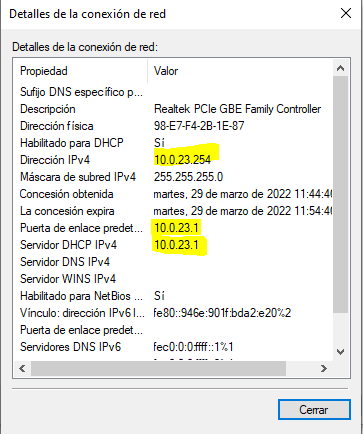 Detalles de la conexión de red
Detalles de la conexión de red:
Propiedad Valor
Sufijo DNS específico p...
Descripción Realtek PCIe GBE Family Controller
Dirección física 98-E7-F4-2B-1E-87
Habilitado para DHCP Sí
Dirección IPv4 10.0.23.254
Máscara de subred IPv4 255.255.255.0
Concesión obtenida martes, 29 de marzo de 2022 11:44:40
La concesión expira martes, 29 de marzo de 2022 11:54:40
Puerta de enlace predet... 10.0.23.1
Servidor DHCP IPv4 10.0.23.1
Servidor DNS IPv4
Servidor WINS IPv4
Habilitado para NetBios ... Sí
Vínculo: dirección IPv6 l... fe80::946e:901f:bda2:e20%2
Puerta de enlace predet...
Servidores DNS IPv6 fec0:0:0:ffff::1%1
Cerrar